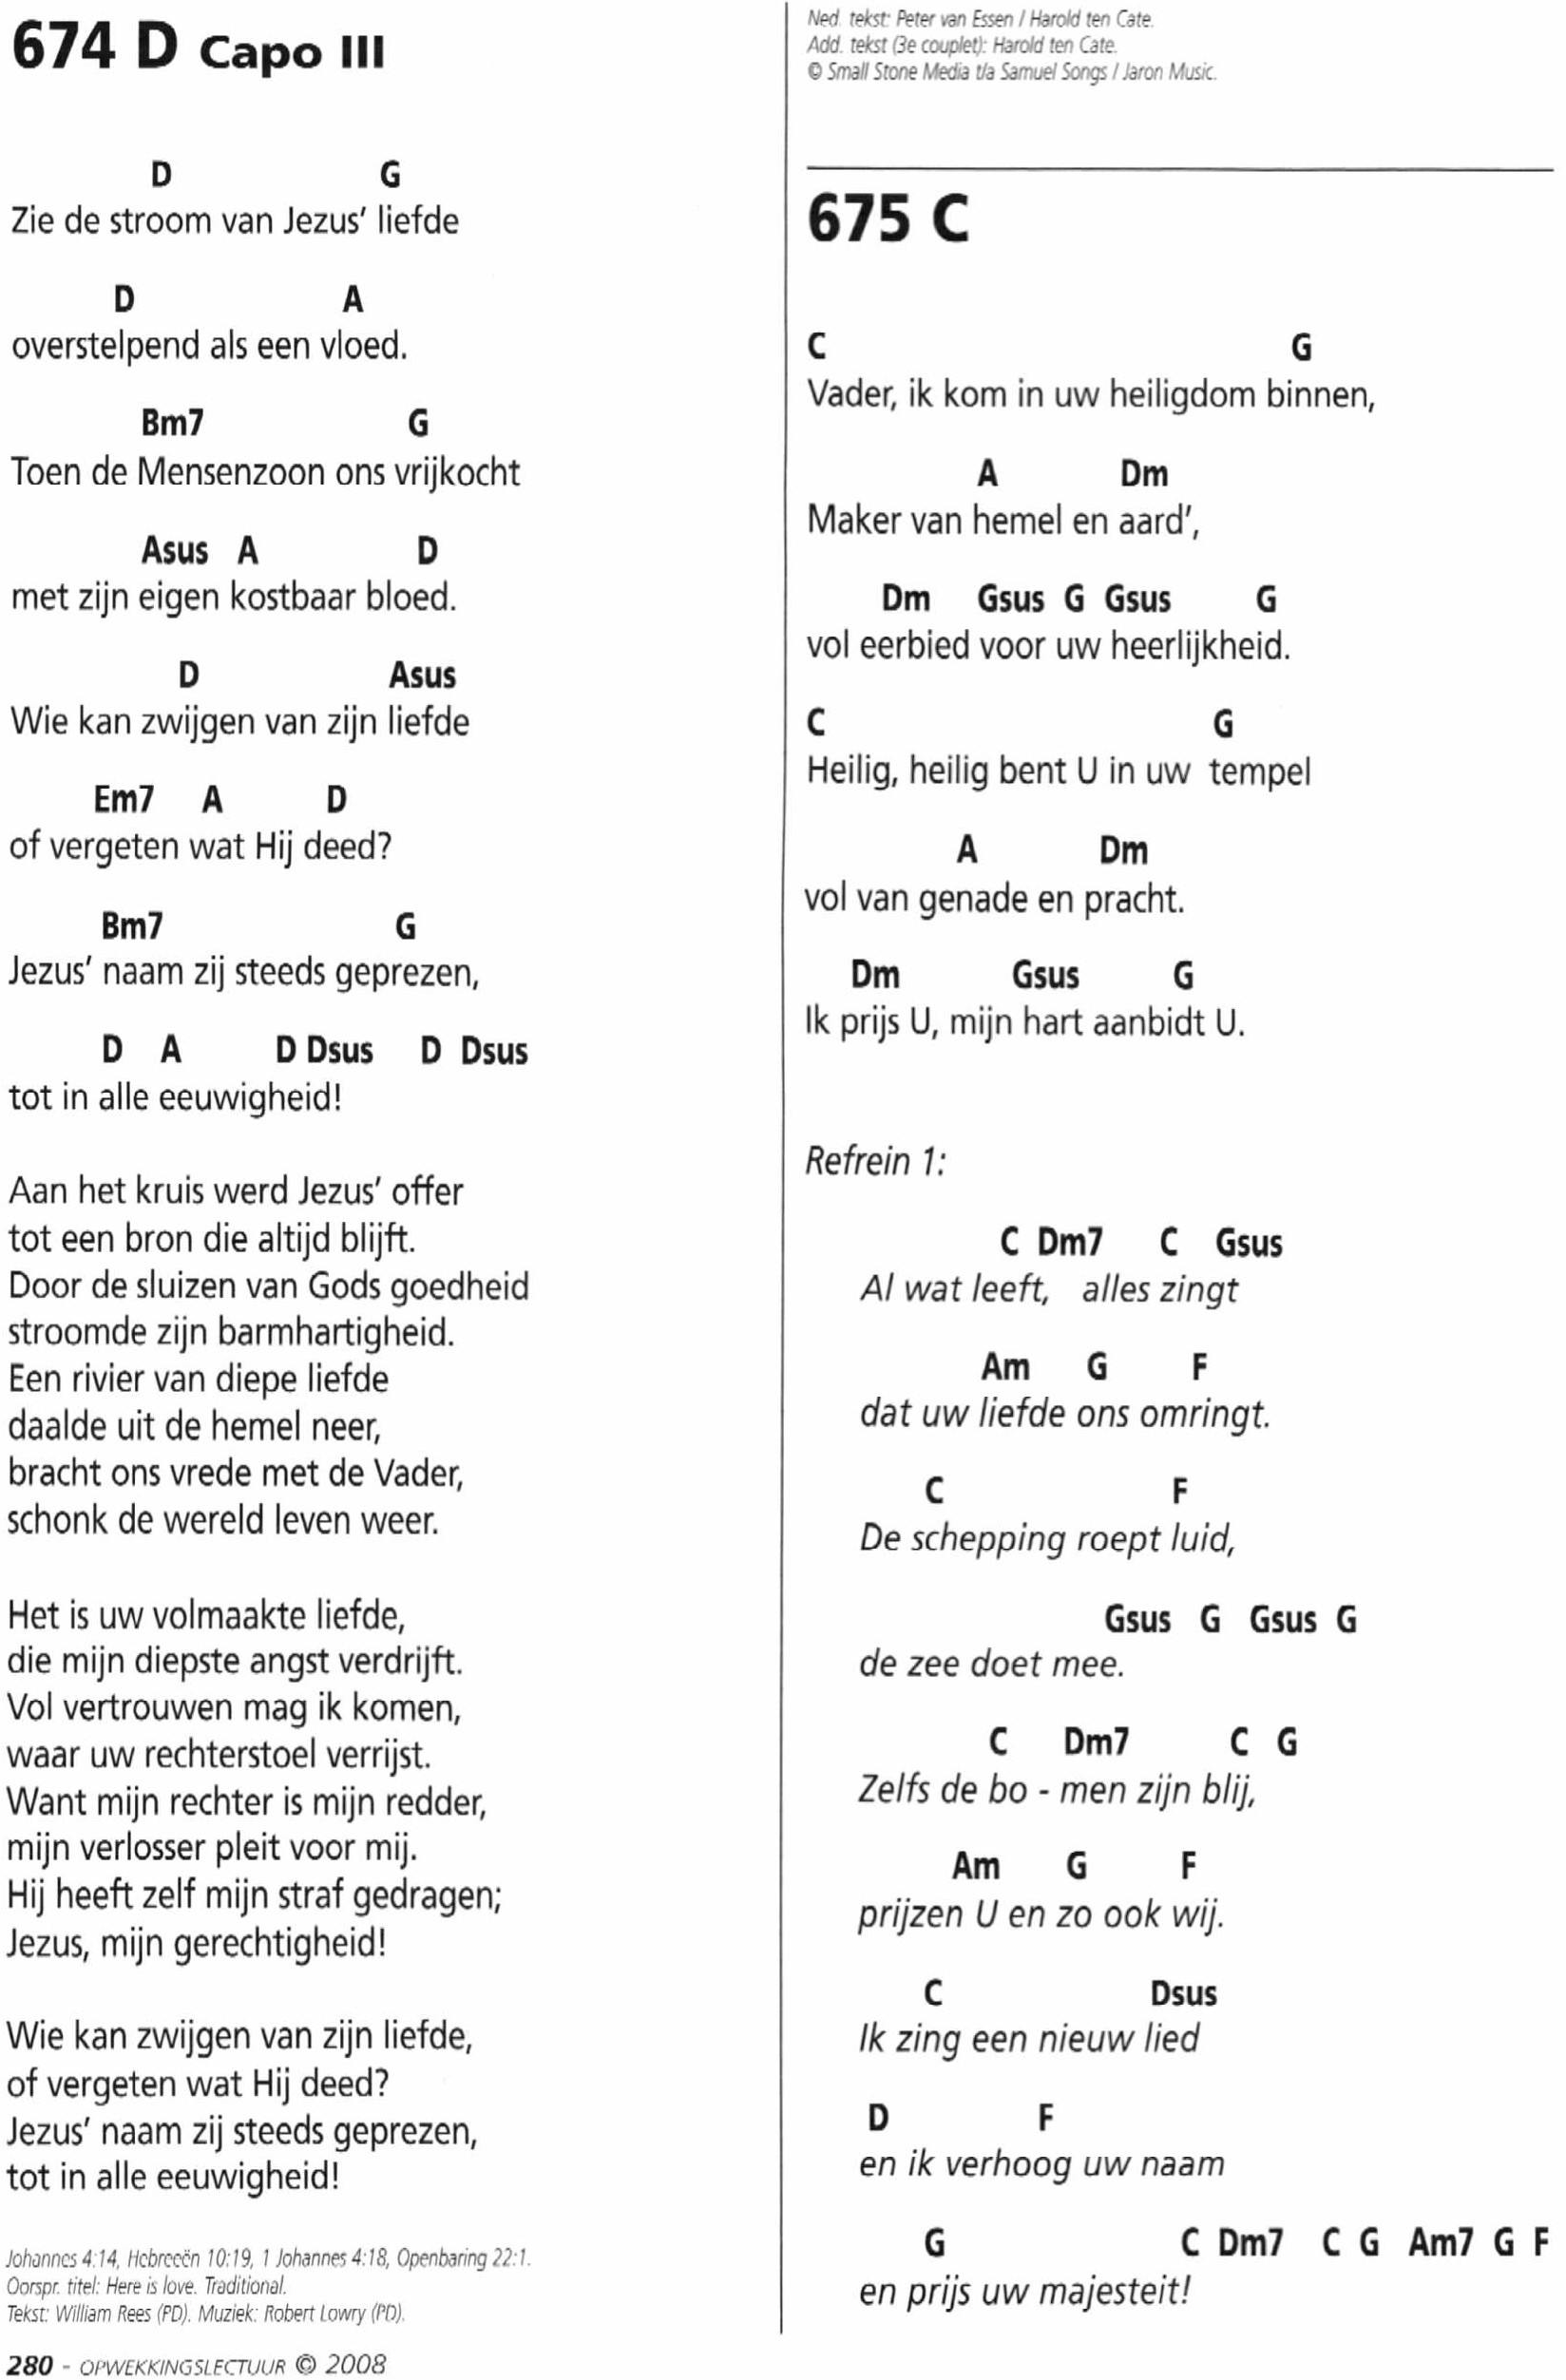 674 D Capo III
D G
Zie de stroom van Jezus' liefde
D A
overstelpend als een vloed.
Bm7 G
Toen de Mensenzoon ons vrijkocht
Asus A D
met zijn eigen kostbaar bloed.
D Asus
Wie kan zwijgen van zijn liefde
Em7 A D
of vergeten wat Hij deed?
Bm7 G
Jezus' naam zij steeds geprezen,
D A D Dsus D Dsus
tot in alle eeuwigheid!
Aan het kruis werd Jezus' offer
tot een bron die altijd blijft.
Door de sluizen van Gods goedheid
stroomde zijn barmhartigheid.
Een rivier van diepe liefde
daalde uit de hemel neer,
bracht ons vrede met de Vader,
schonk de wereld leven weer.
Het is uw volmaakte liefde,
die mijn diepste angst verdrijft.
Vol vertrouwen mag ik komen,
waar uw rechterstoel verrijst.
Want mijn rechter is mijn redder,
mijn verlosser pleit voor mij.
Hij heeft zelf mijn straf gedragen;
Jezus, mijn gerechtigheid!
Wie kan zwijgen van zijn liefde,
of vergeten wat Hij deed?
Jezus' naam zij steeds geprezen,
tot in alle eeuwigheid!
Johannes 4:14, Hebreeën 10:19, 1 Johannes 4:18, Openbaring 22:1.
Oorspr. titel: Here is love. Traditional.
Tekst: William Rees (PD). Muziek: Robert Lowry (PD).
280 - OPWEKKINGSLECTUUR © 2008
Ned. tekst: Peter van Essen / Harold ten Cate.
Add. tekst (3e couplet): Harold ten Cate.
© Small Stone Media t/a Samuel Songs / Jaron Music.
675 C
C G
Vader, ik kom in uw heiligdom binnen,
A Dm
Maker van hemel en aard',
Dm Gsus G Gsus G
vol eerbied voor uw heerlijkheid.
C G
Heilig, heilig bent U in uw tempel
A Dm
vol van genade en pracht.
Dm Gsus G
Ik prijs U, mijn hart aanbidt U.
Refrein 1:
C Dm7 C Gsus
Al wat leeft, alles zingt
Am G F
dat uw liefde ons omringt.
C F
De schepping roept luid,
Gsus G Gsus G
de zee doet mee.
C Dm7 C G
Zelfs de bo - men zijn blij,
Am G F
prijzen U en zo ook wij.
C Dsus
Ik zing een nieuw lied
D F
en ik verhoog uw naam
G C Dm7 C G Am7 G F
en prijs uw majesteit!